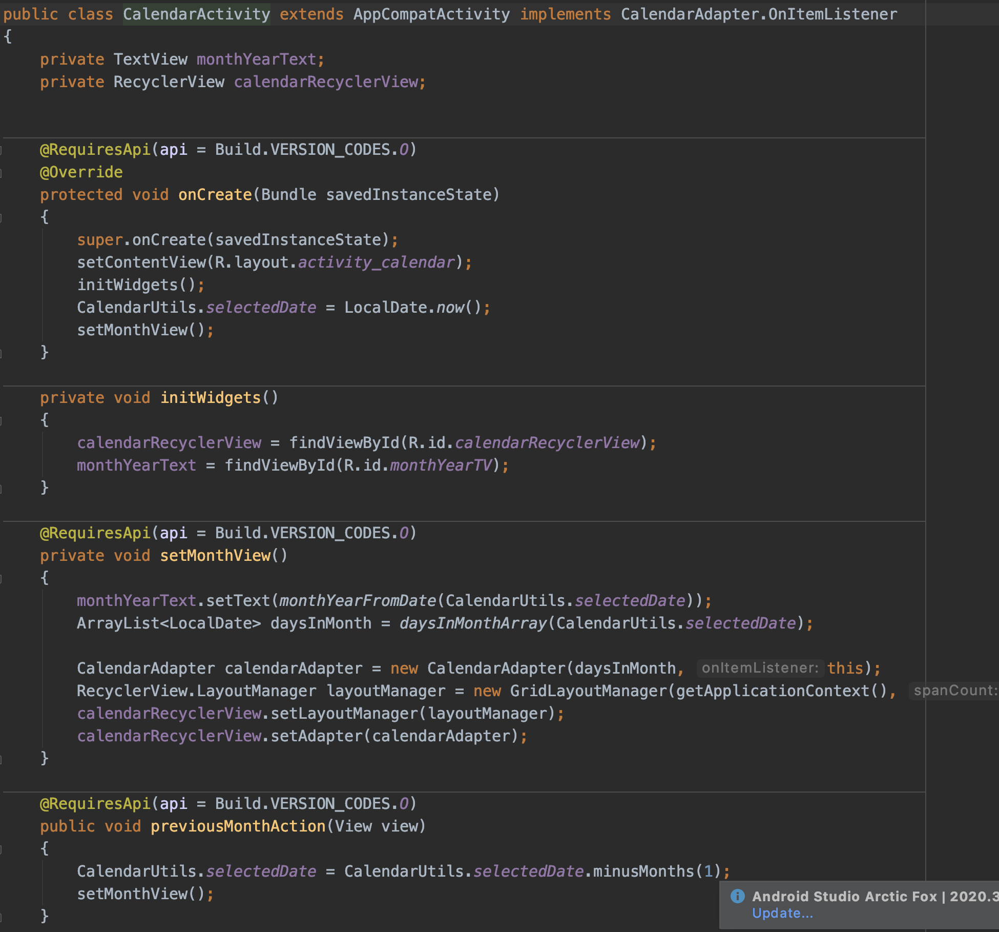 public class CalendarActivity extends AppCompatActivity implements CalendarAdapter.OnItemListener
{
private TextView monthYearText;
private RecyclerView calendarRecyclerView;
@RequiresApi(api = Build.VERSION_CODES.O)
@Override
protected void onCreate(Bundle savedInstanceState)
{
super.onCreate(savedInstanceState);
setContentView(R.layout.activity_calendar);
initWidgets();
CalendarUtils.selectedDate = LocalDate.now();
setMonthView();
}
private void initWidgets()
{
calendarRecyclerView = findViewById(R.id.calendarRecyclerView);
monthYearText = findViewById(R.id.monthYearTV);
}
@RequiresApi(api = Build.VERSION_CODES.O)
private void setMonthView()
{
monthYearText.setText(monthYearFromDate(CalendarUtils.selectedDate));
ArrayList<LocalDate> daysInMonth = daysInMonthArray(CalendarUtils.selectedDate);
CalendarAdapter calendarAdapter = new CalendarAdapter(daysInMonth, onItemListener: this);
RecyclerView.LayoutManager layoutManager = new GridLayoutManager(getApplicationContext(), spanCount:
calendarRecyclerView.setLayoutManager(layoutManager);
calendarRecyclerView.setAdapter(calendarAdapter);
}
@RequiresApi(api = Build.VERSION_CODES.O)
public void previousMonthAction(View view)
{
CalendarUtils.selectedDate = CalendarUtils.selectedDate.minusMonths(1);
setMonthView();
}
Android Studio Arctic Fox | 2020.3
Update...